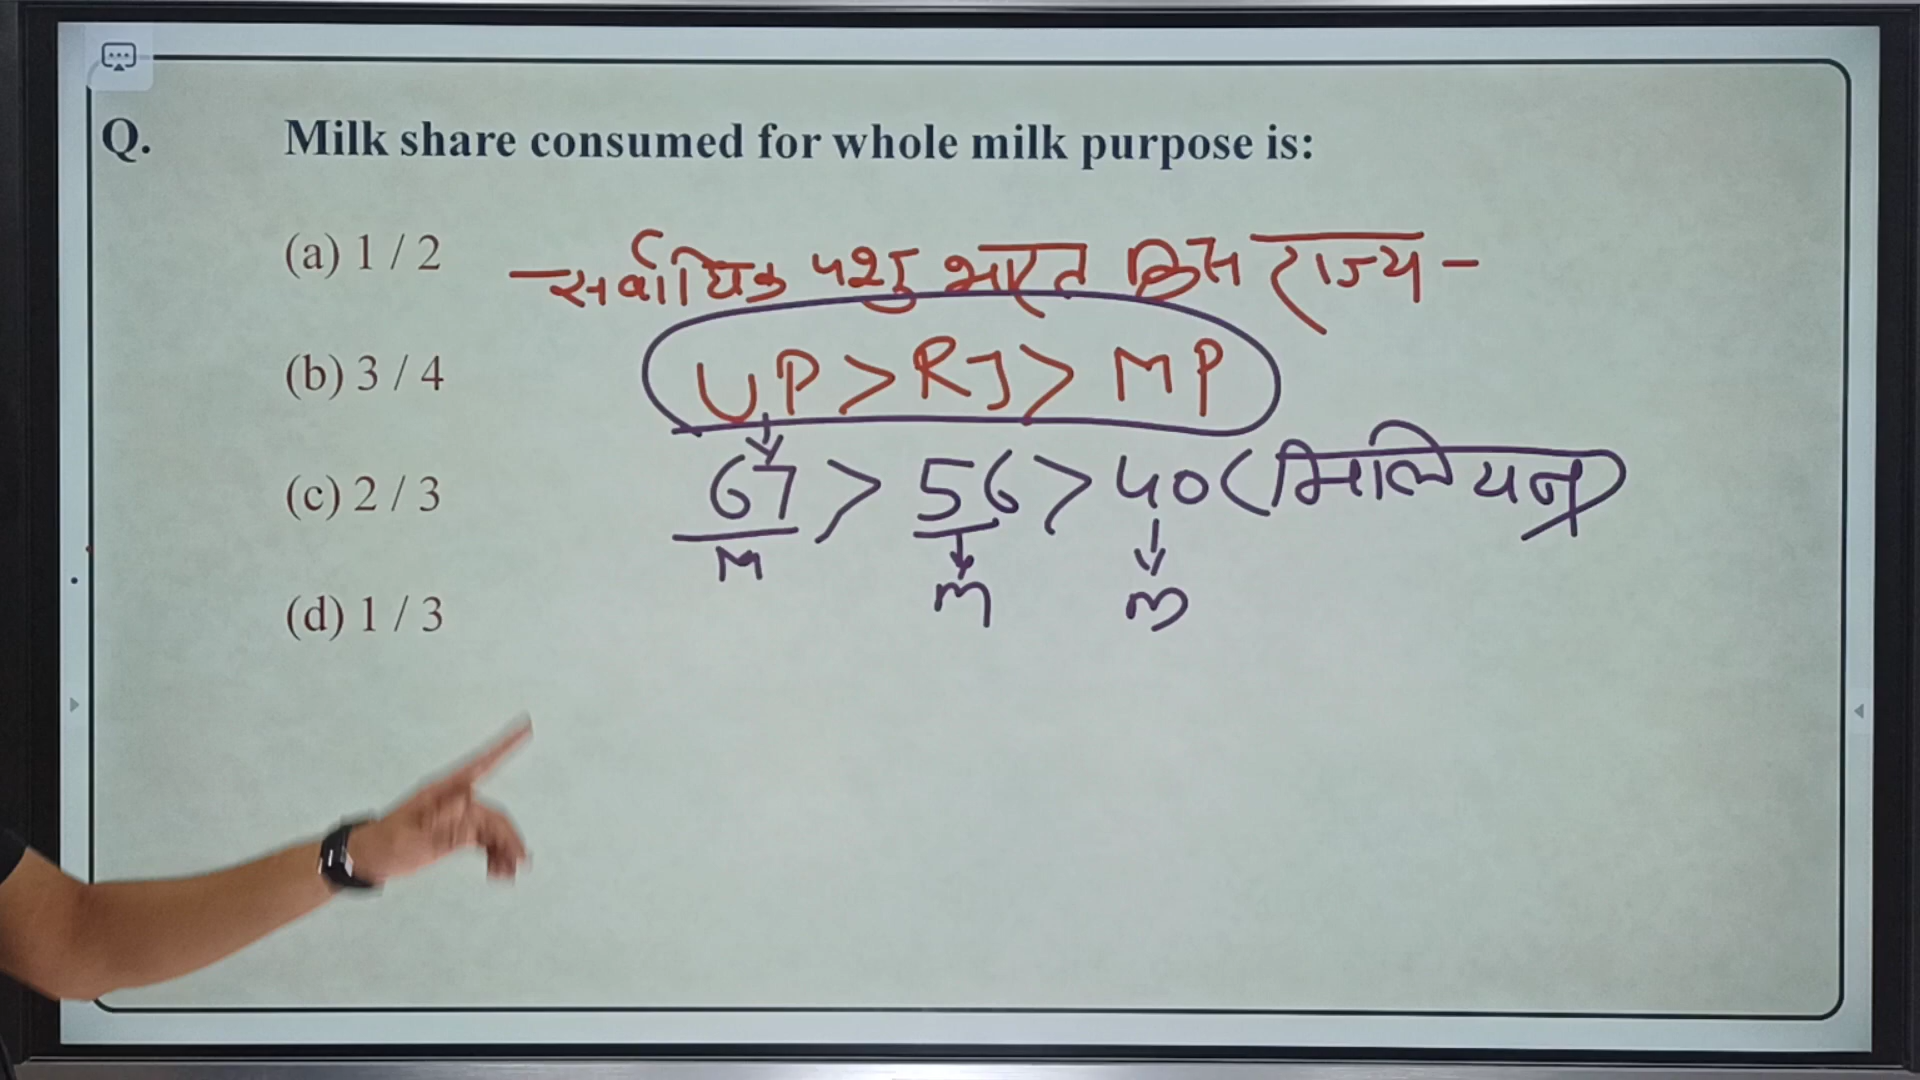 Q. Milk share consumed for whole milk purpose is:
(a) 1 / 2
- सर्वाधिक पशु भारत किस राज्य -
(b) 3 / 4
UP > RJ > MP
(c) 2 / 3
67 > 56 > 40 (मिलियन)
M M M
(d) 1 / 3